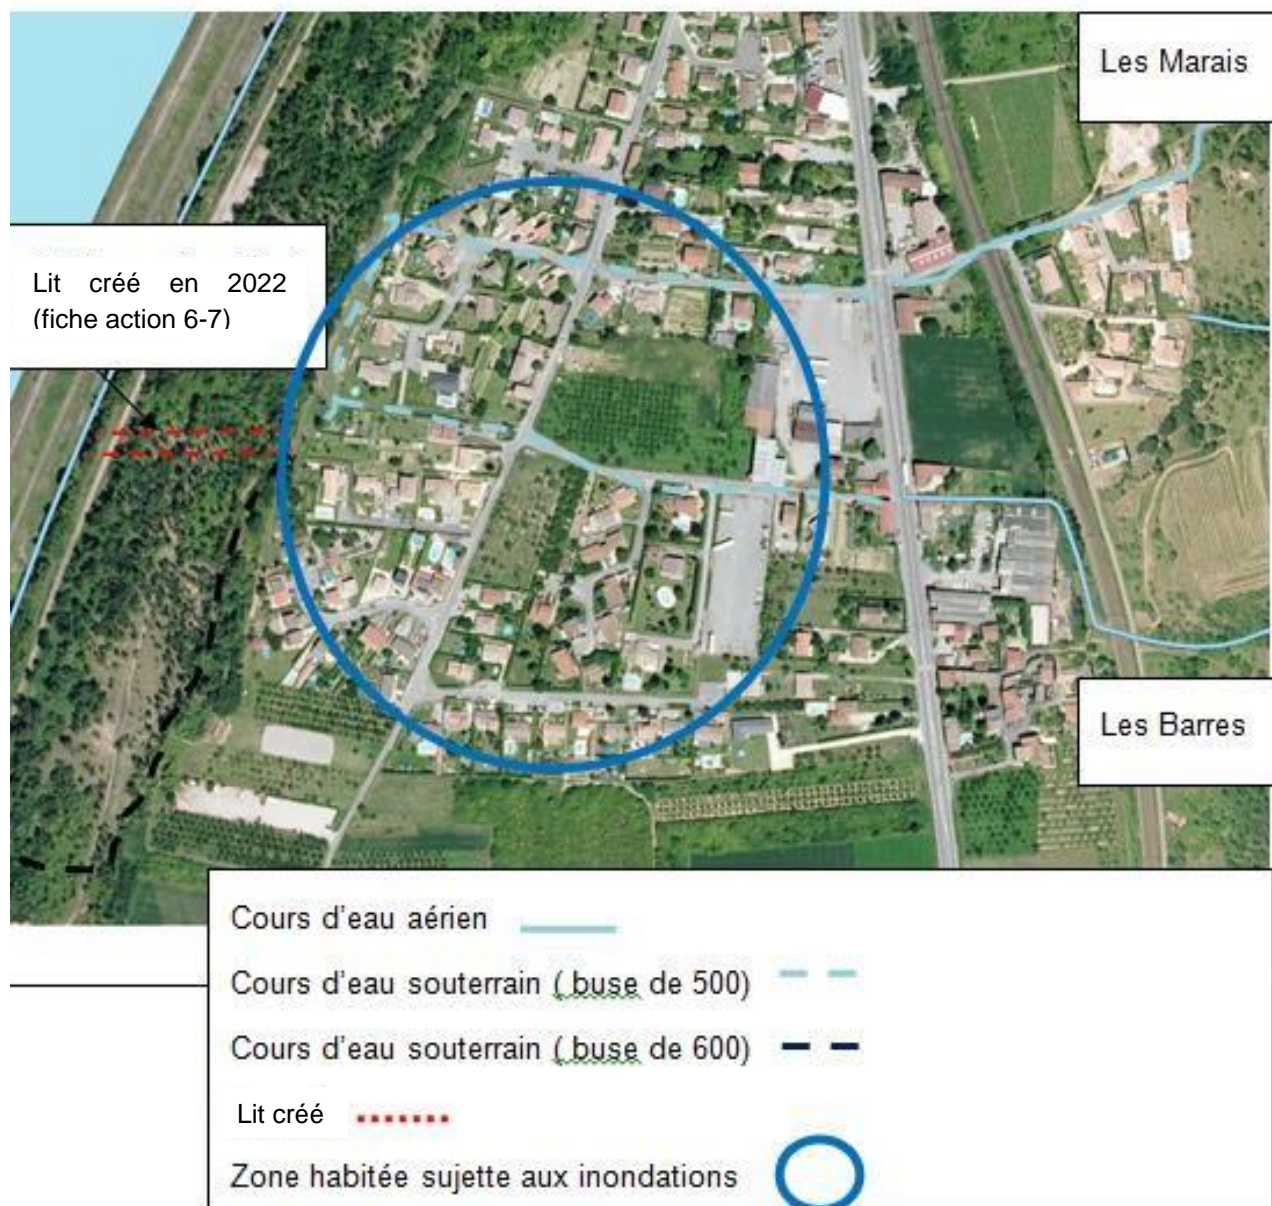 Les Marais
Lit créé en 2022
(fiche action 6-7)
Les Barres
Cours d'eau aérien
Cours d'eau souterrain ( buse de 500)
Cours d'eau souterrain ( buse de 600)
Lit créé
Zone habitée sujette aux inondations